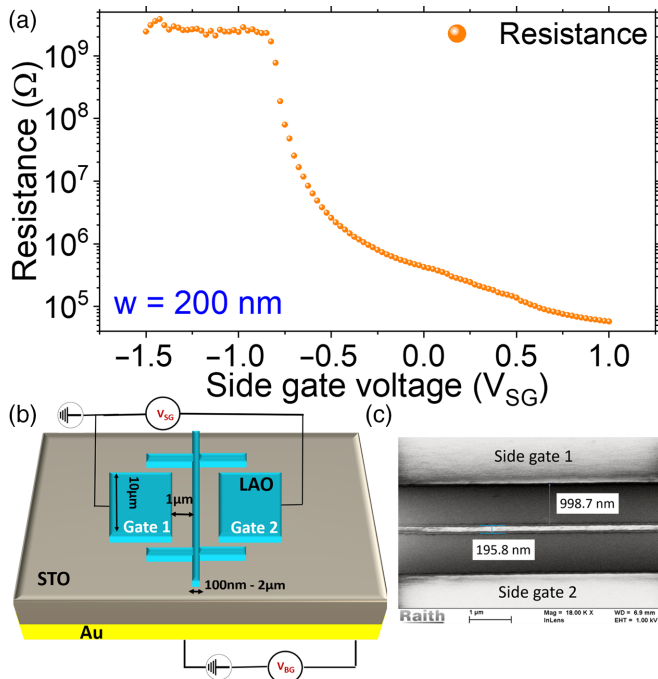 (a)
Resistance
10⁹
10⁸
10⁷
10⁶
10⁵
Resistance (Ω)
w = 200 nm
−1.5 −1.0 −0.5 0.0 0.5 1.0
Side gate voltage (V_SG)
(b)
V_SG
LAO
10μm
1μm
Gate 1
Gate 2
STO
100nm - 2μm
Au
V_BG
(c)
Side gate 1
998.7 nm
195.8 nm
Side gate 2
Raith
1 µm
Mag = 18.00 K X
WD = 6.9 mm
InLens
EHT = 1.00 kV